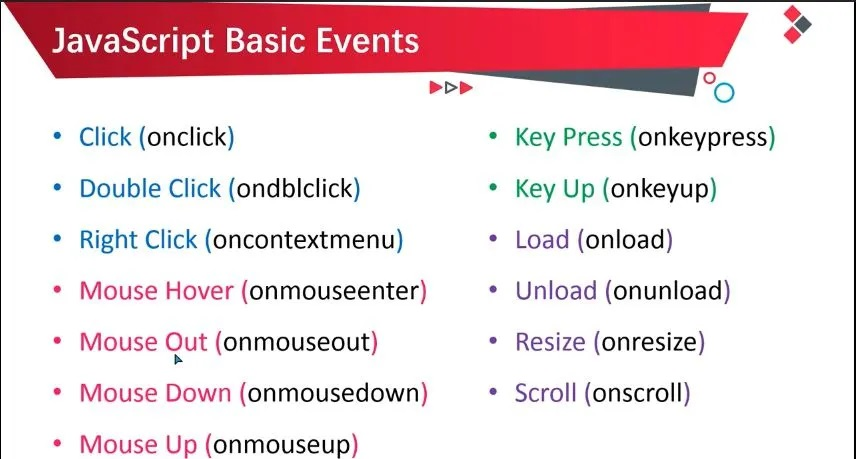 JavaScript Basic Events
• Click (onclick)
• Double Click (ondblclick)
• Right Click (oncontextmenu)
• Mouse Hover (onmouseenter)
• Mouse Out (onmouseout)
• Mouse Down (onmousedown)
• Mouse Up (onmouseup)
• Key Press (onkeypress)
• Key Up (onkeyup)
• Load (onload)
• Unload (onunload)
• Resize (onresize)
• Scroll (onscroll)